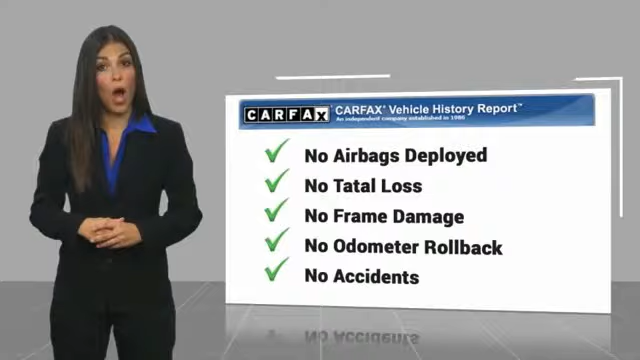 CARFAX CARFAX® Vehicle History Report™
An independent company established in 1986
No Airbags Deployed
No Tatal Loss
No Frame Damage
No Odometer Rollback
No Accidents